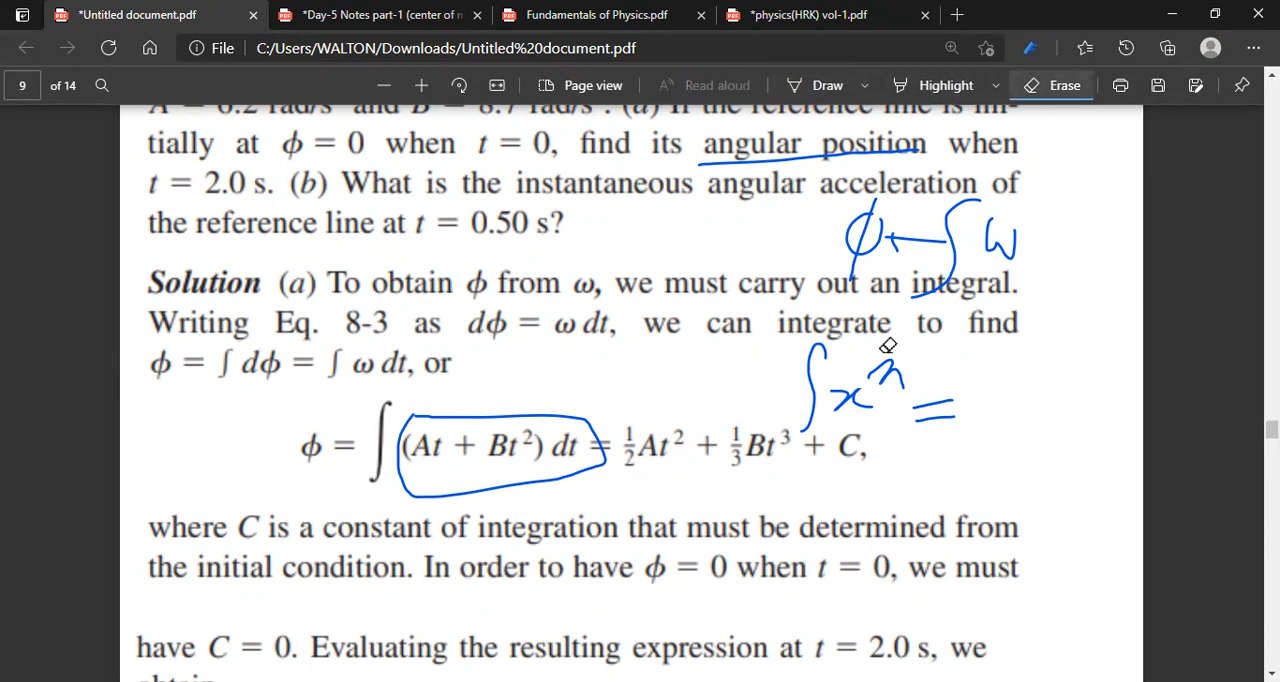 *Untitled document.pdf
*Day-5 Notes part-1 (center of m
Fundamentals of Physics.pdf
*physics(HRK) vol-1.pdf
File C:/Users/WALTON/Downloads/Untitled%20document.pdf
9 of 14 Page view Read aloud Draw Highlight Erase
tially at ϕ = 0 when t = 0, find its angular position when
t = 2.0 s. (b) What is the instantaneous angular acceleration of
the reference line at t = 0.50 s?
ϕ ← ∫ ω
Solution (a) To obtain ϕ from ω, we must carry out an integral.
Writing Eq. 8-3 as dϕ = ω dt, we can integrate to find
ϕ = ∫ dϕ = ∫ ω dt, or
∫ xⁿ =
ϕ = ∫ (At + Bt²) dt = ½At² + ⅓Bt³ + C,
where C is a constant of integration that must be determined from
the initial condition. In order to have ϕ = 0 when t = 0, we must
have C = 0. Evaluating the resulting expression at t = 2.0 s, we